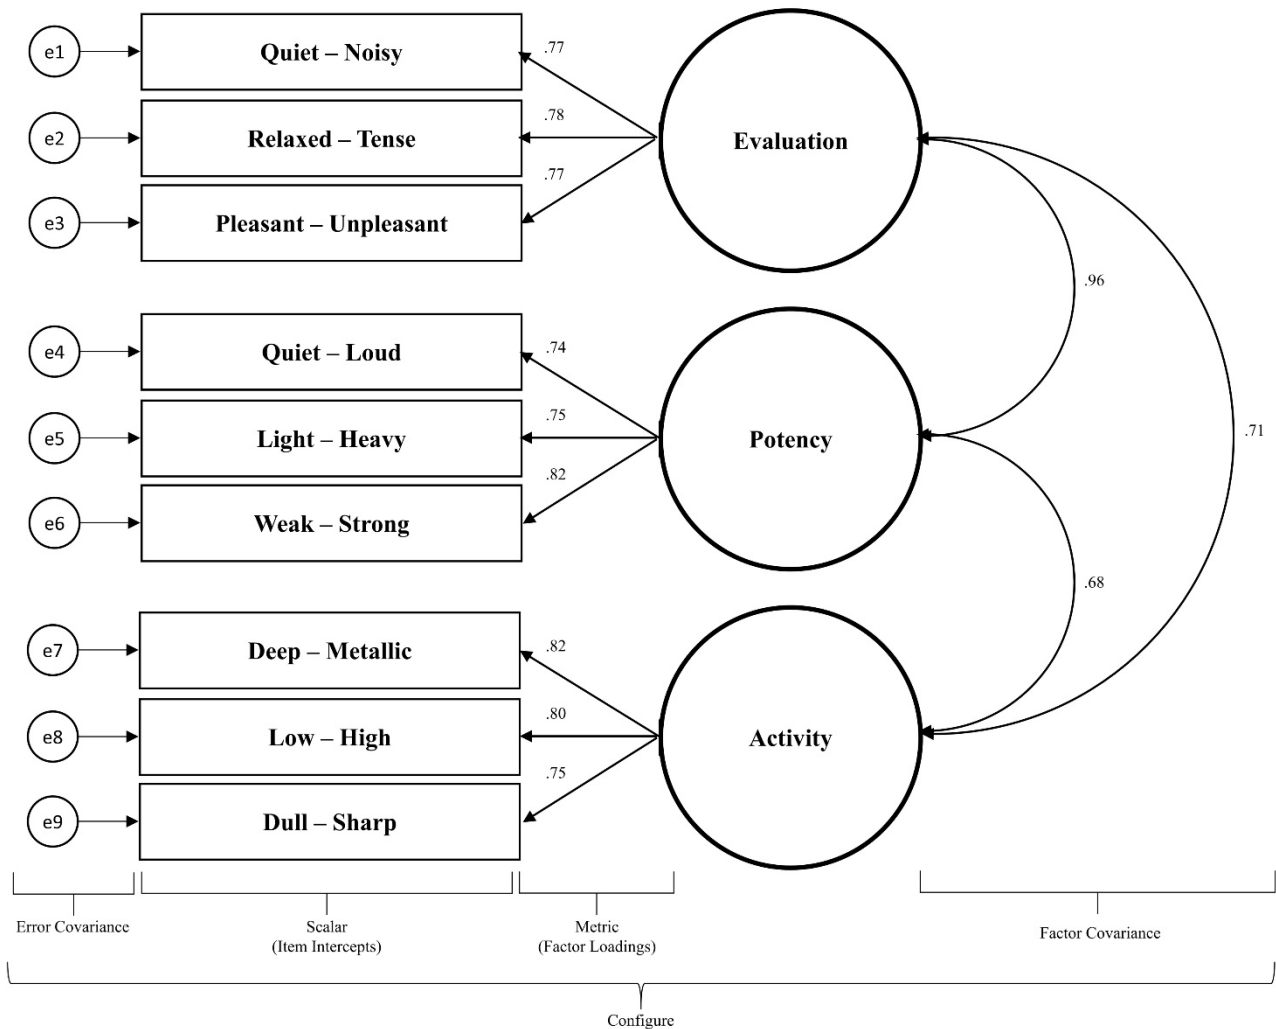 e1
Quiet – Noisy
.77
e2
Relaxed – Tense
.78
e3
Pleasant – Unpleasant
.77
Evaluation
e4
Quiet – Loud
.74
e5
Light – Heavy
.75
e6
Weak – Strong
.82
Potency
e7
Deep – Metallic
.82
e8
Low – High
.80
e9
Dull – Sharp
.75
Activity
.96
.71
.68
Error Covariance
Scalar
(Item Intercepts)
Metric
(Factor Loadings)
Factor Covariance
Configure